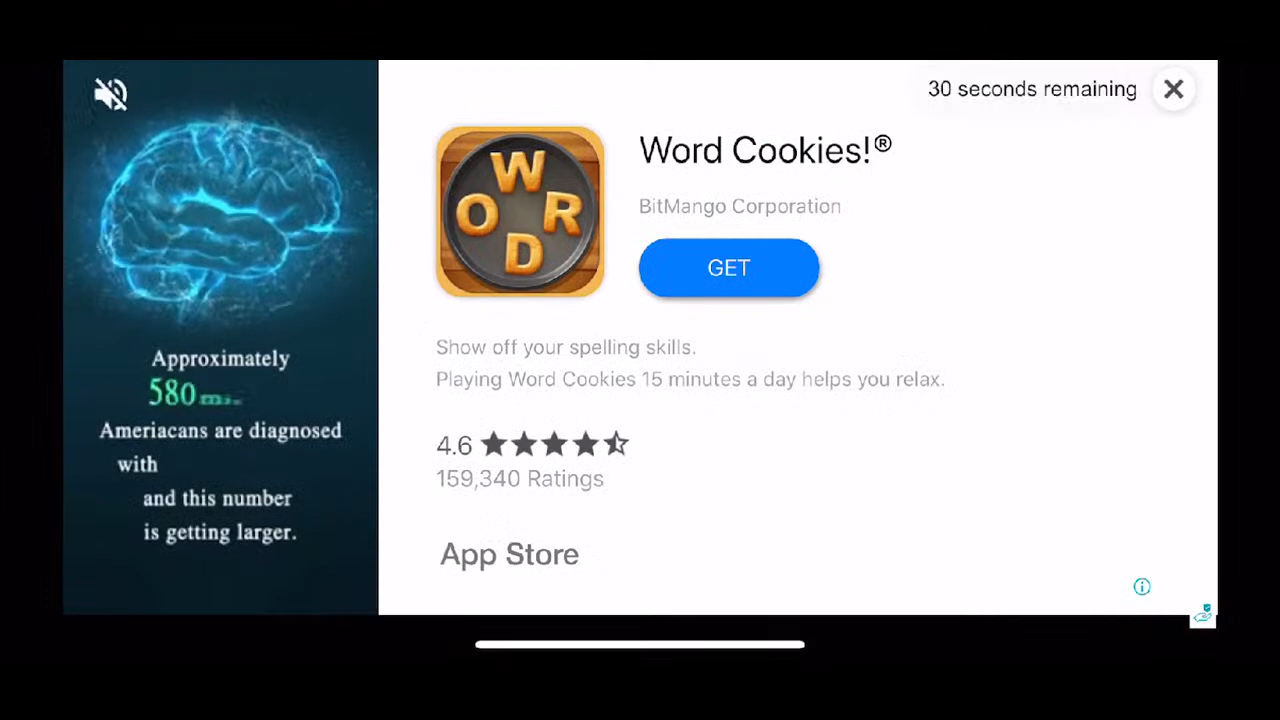 30 seconds remaining
Word Cookies!®
BitMango Corporation
GET
W
O R
D
Show off your spelling skills.
Playing Word Cookies 15 minutes a day helps you relax.
4.6
159,340 Ratings
App Store
Approximately
580
Ameriacans are diagnosed
with
and this number
is getting larger.